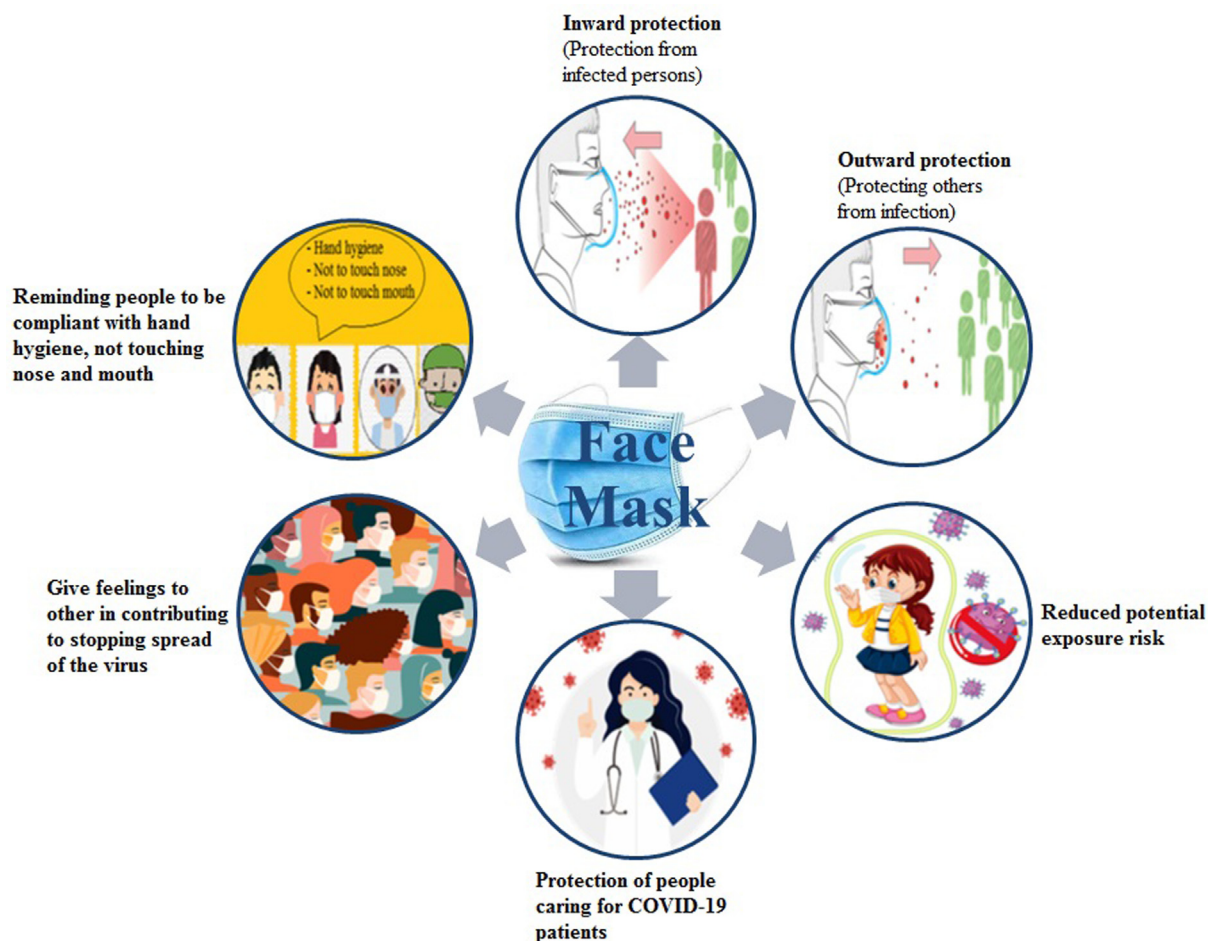 Inward protection
(Protection from
infected persons)
Outward protection
(Protecting others
from infection)
- Hand hygiene
- Not to touch nose
- Not to touch mouth
Reminding people to be
compliant with hand
hygiene, not touching
nose and mouth
Face
Mask
Give feelings to
other in contributing
to stopping spread
of the virus
Reduced potential
exposure risk
Protection of people
caring for COVID-19
patients